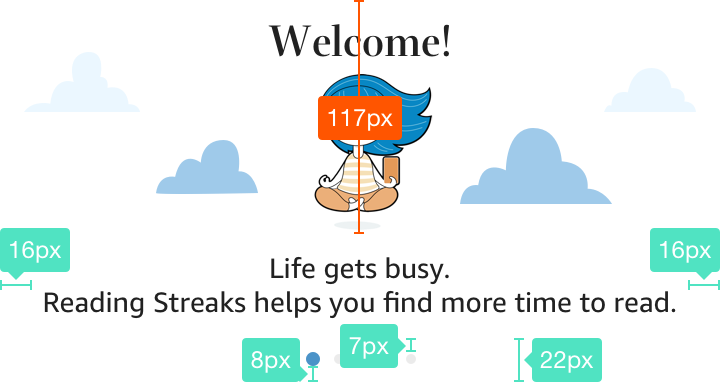 Welcome!
117px
16px
16px
Life gets busy.
Reading Streaks helps you find more time to read.
8px
7px
22px